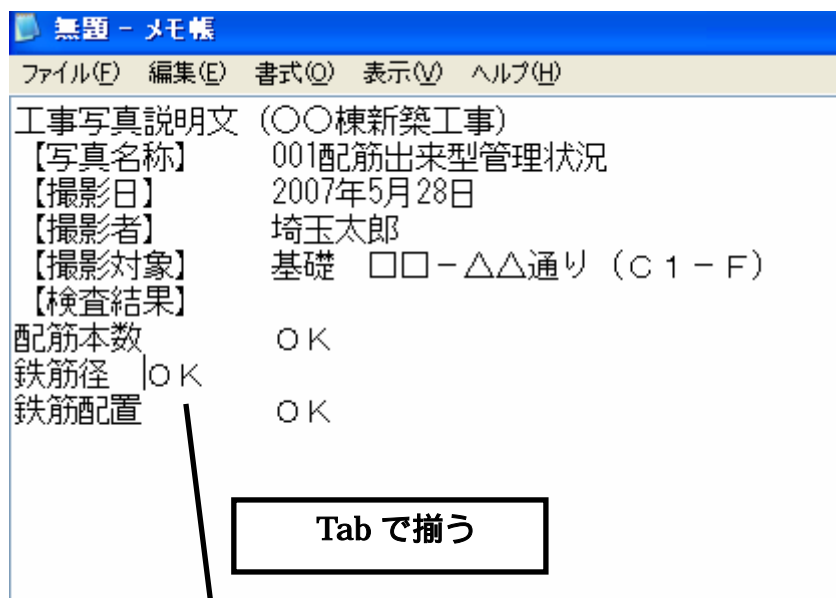 無題 - メモ帳
ファイル(F) 編集(E) 書式(O) 表示(V) ヘルプ(H)
工事写真説明文 (○○棟新築工事)
【写真名称】 001配筋出来型管理状況
【撮影日】 2007年5月28日
【撮影者】 埼玉太郎
【撮影対象】 基礎 □□－△△通り（Ｃ１－Ｆ）
【検査結果】
配筋本数 ＯＫ
鉄筋径 ＯＫ
鉄筋配置 ＯＫ
Tab で揃う